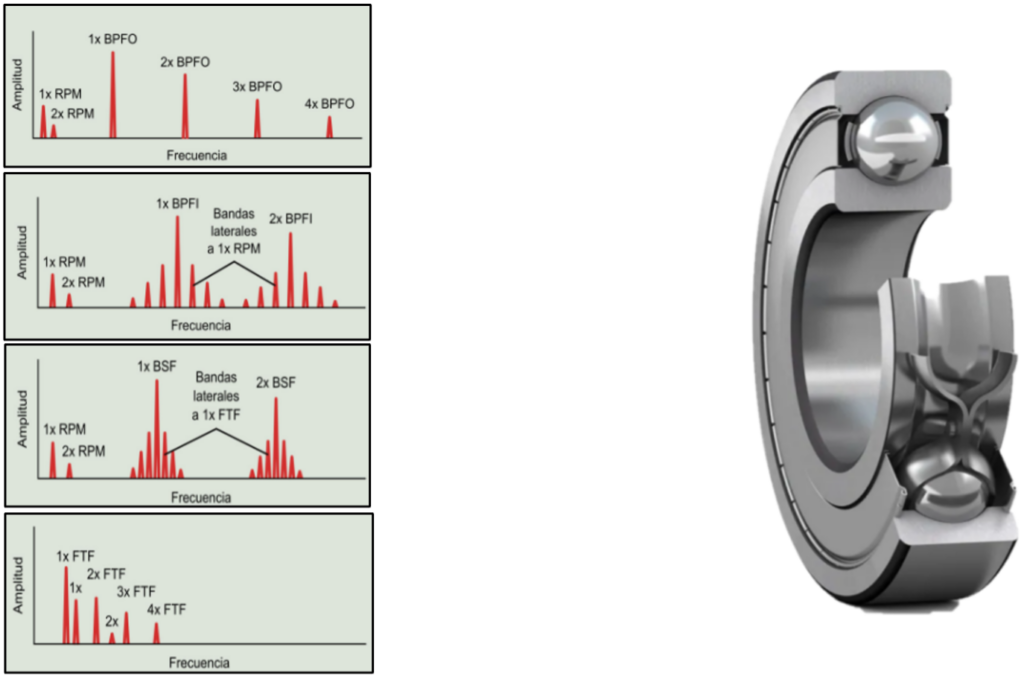 1x BPFO
2x BPFO
3x BPFO
4x BPFO
1x RPM
2x RPM
Amplitud
Frecuencia
1x BPFI
Bandas
laterales
a 1x RPM
2x BPFI
1x RPM
2x RPM
Amplitud
Frecuencia
1x BSF
Bandas
laterales
a 1x FTF
2x BSF
1x RPM
2x RPM
Amplitud
Frecuencia
1x FTF
2x FTF
1x
3x FTF
4x FTF
2x
Amplitud
Frecuencia